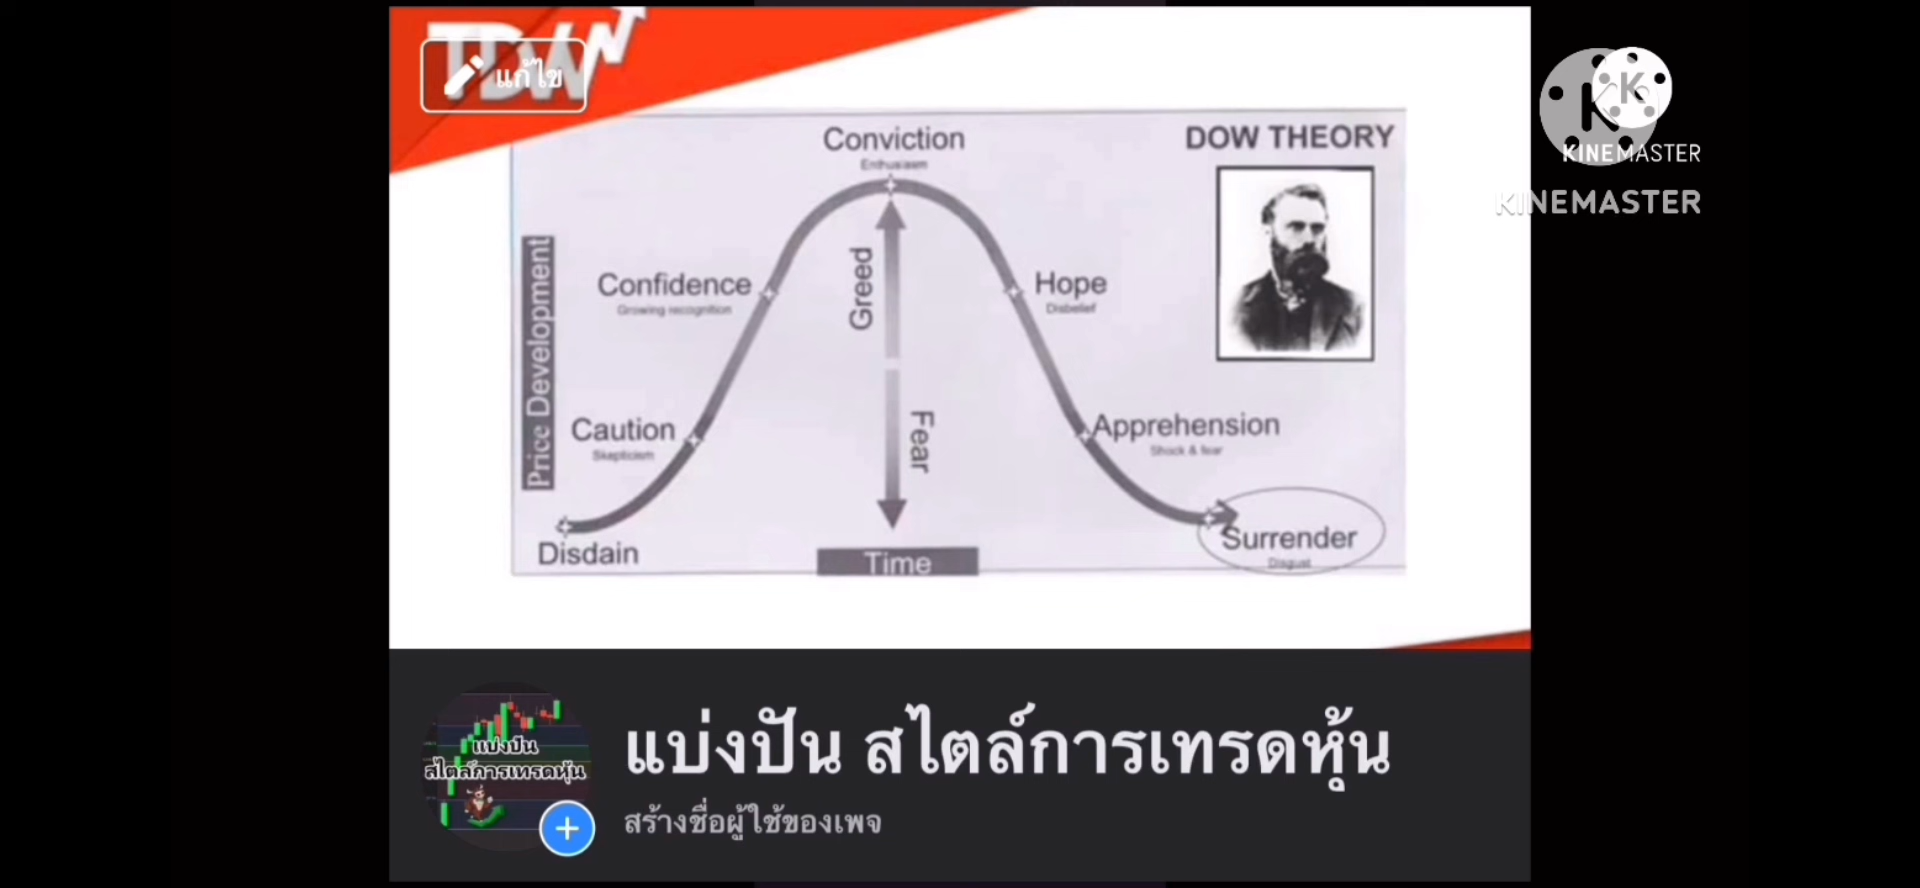 TDW
แก้ไข
Conviction
Enthusiasm
DOW THEORY
KINEMASTER
KINEMASTER
Price Development
Confidence
Growing recognition
Greed
Hope
Disbelief
Caution
Skepticism
Fear
Apprehension
Shock & fear
Disdain
Time
Surrender
Disgust
แบ่งปัน
สไตล์การเทรดหุ้น
แบ่งปัน สไตล์การเทรดหุ้น
สร้างชื่อผู้ใช้ของเพจ